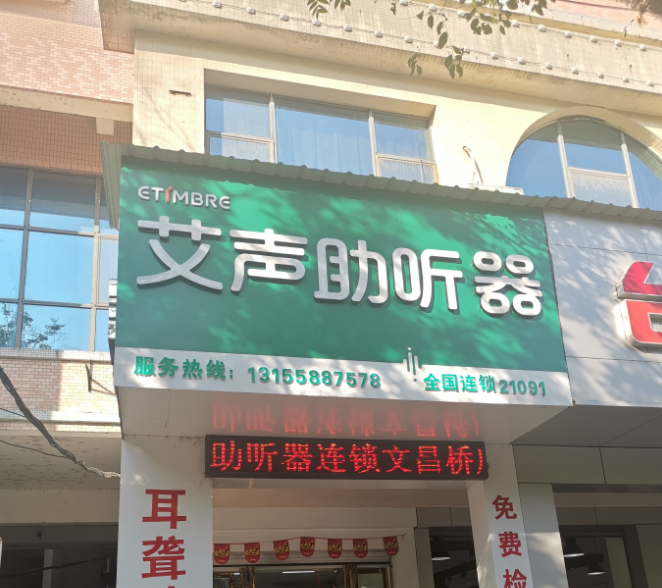 ETIMBRE
艾声助听器
服务热线：13155887578
全国连锁21091
助听器连锁文昌桥
耳聋
免费检